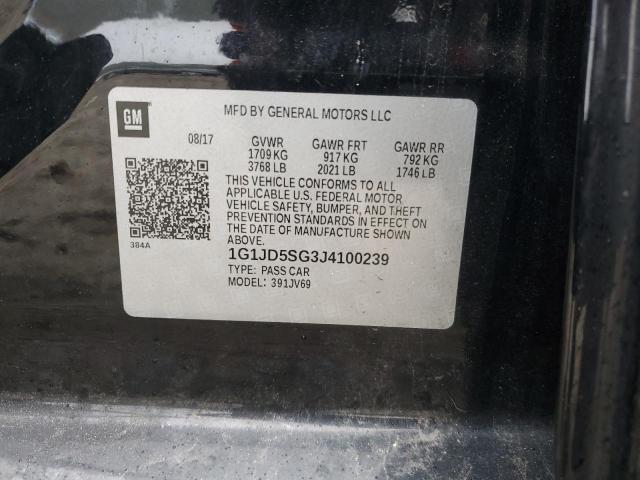 GM
MFD BY GENERAL MOTORS LLC
08/17 GVWR GAWR FRT GAWR RR
1709 KG 917 KG 792 KG
3768 LB 2021 LB 1746 LB
THIS VEHICLE CONFORMS TO ALL
APPLICABLE U.S. FEDERAL MOTOR
VEHICLE SAFETY, BUMPER, AND THEFT
PREVENTION STANDARDS IN EFFECT ON
THE DATE OF MANUFACTURE SHOWN
ABOVE.
384A
1G1JD5SG3J4100239
TYPE: PASS CAR
MODEL: 391JV69